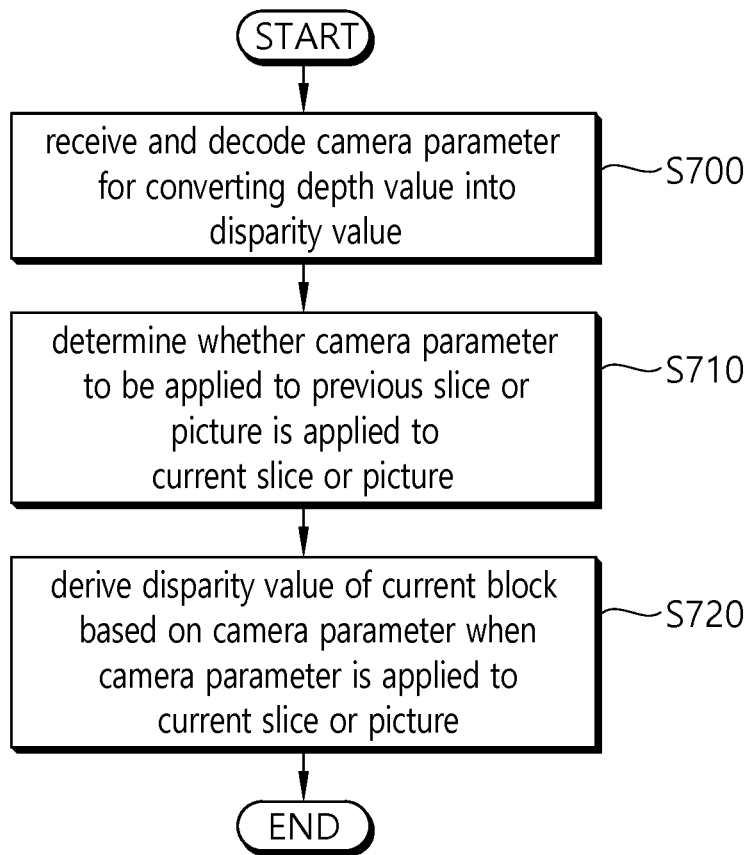 START
receive and decode camera parameter
for converting depth value into
disparity value
S700
determine whether camera parameter
to be applied to previous slice or
picture is applied to
current slice or picture
S710
derive disparity value of current block
based on camera parameter when
camera parameter is applied to
current slice or picture
S720
END